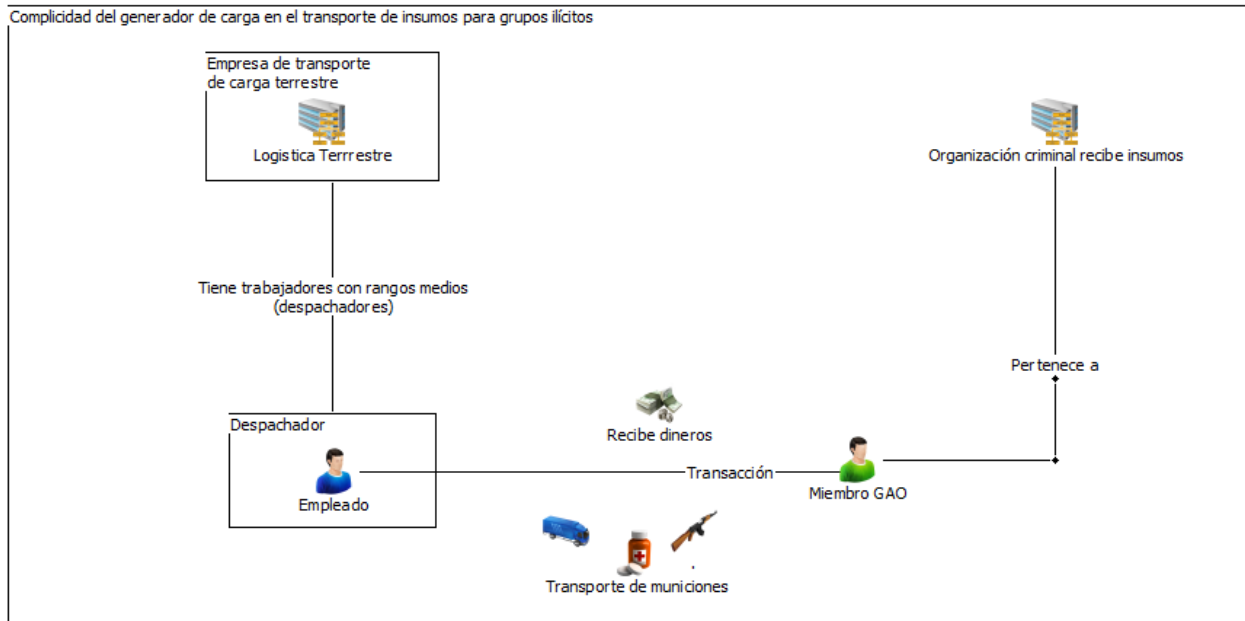 Complicidad del generador de carga en el transporte de insumos para grupos ilícitos
Empresa de transporte
de carga terrestre
Logistica Terrrestre
Organización criminal recibe insumos
Tiene trabajadores con rangos medios
(despachadores)
Pertenece a
Despachador
Empleado
Recibe dineros
Transacción
Miembro GAO
Transporte de municiones